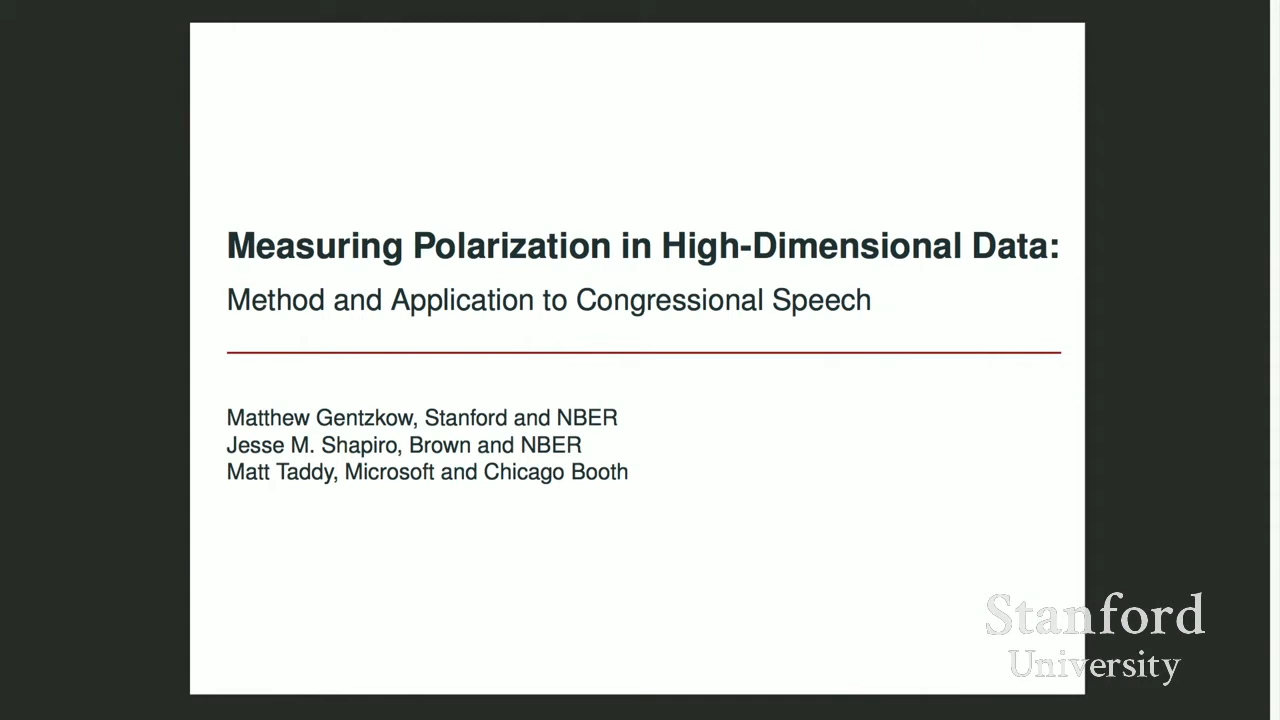 Measuring Polarization in High-Dimensional Data:
Method and Application to Congressional Speech
Matthew Gentzkow, Stanford and NBER
Jesse M. Shapiro, Brown and NBER
Matt Taddy, Microsoft and Chicago Booth
Stanford
University